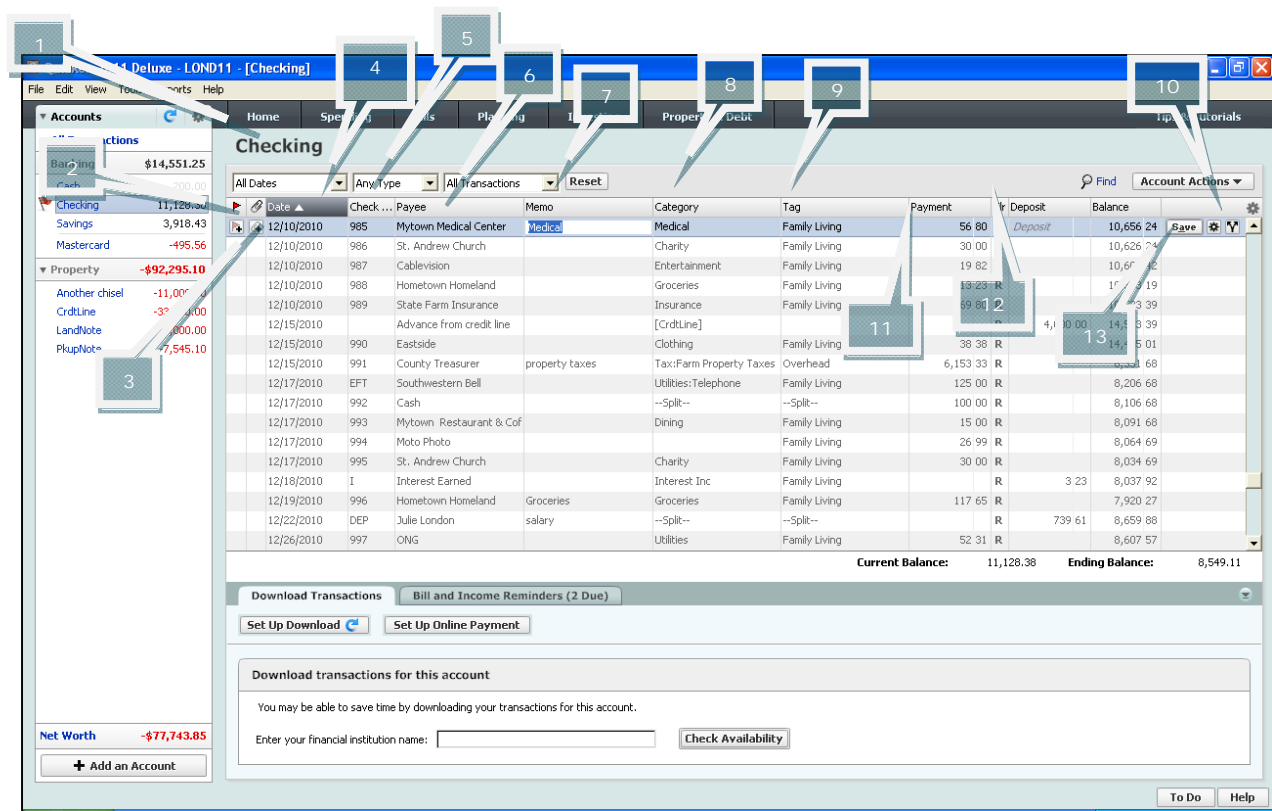 1
5
4
6
7
8
9
10
2
3
11
12
13
11 Deluxe - LOND11 - [Checking]
File Edit View Help
Accounts
Home Property Debt
Checking
Banking $14,551.25
Cash
Checking
Savings 3,918.43
Mastercard -495.56
Property -$92,295.10
Another chisel
CrdtLine
LandNote
PkupNote
All Dates Any Type All Transactions Reset Find Account Actions
Date Check ... Payee Memo Category Tag Payment Deposit Balance
12/10/2010 985 Mytown Medical Center Medical Medical Family Living 56 80 Deposit 10,656 24 Save
12/10/2010 986 St. Andrew Church Charity Family Living 30 00
12/10/2010 987 Cablevision Entertainment Family Living 19 82
12/10/2010 988 Hometown Homeland Groceries Family Living 13 23 R
12/10/2010 989 State Farm Insurance Insurance Family Living 69 80 R
12/15/2010 Advance from credit line [CrdtLine] R
12/15/2010 990 Eastside Clothing Family Living 38 38 R
12/15/2010 991 County Treasurer property taxes Tax:Farm Property Taxes Overhead 6,153 33 R
12/17/2010 EFT Southwestern Bell Utilities:Telephone Family Living 125 00 R 8,206 68
12/17/2010 992 Cash --Split-- --Split-- 100 00 R 8,106 68
12/17/2010 993 Mytown Restaurant & Cof Dining Family Living 15 00 R 8,091 68
12/17/2010 994 Moto Photo Family Living 26 99 R 8,064 69
12/17/2010 995 St. Andrew Church Charity Family Living 30 00 R 8,034 69
12/18/2010 I Interest Earned Interest Inc Family Living R 3 23 8,037 92
12/19/2010 996 Hometown Homeland Groceries Groceries Family Living 117 65 R 7,920 27
12/22/2010 DEP Julie London salary --Split-- --Split-- R 739 61 8,659 88
12/26/2010 997 ONG Utilities Family Living 52 31 R 8,607 57
Current Balance: 11,128.38 Ending Balance: 8,549.11
Download Transactions Bill and Income Reminders (2 Due)
Set Up Download Set Up Online Payment
Download transactions for this account
You may be able to save time by downloading your transactions for this account.
Enter your financial institution name: Check Availability
Net Worth -$77,743.85
Add an Account
To Do Help